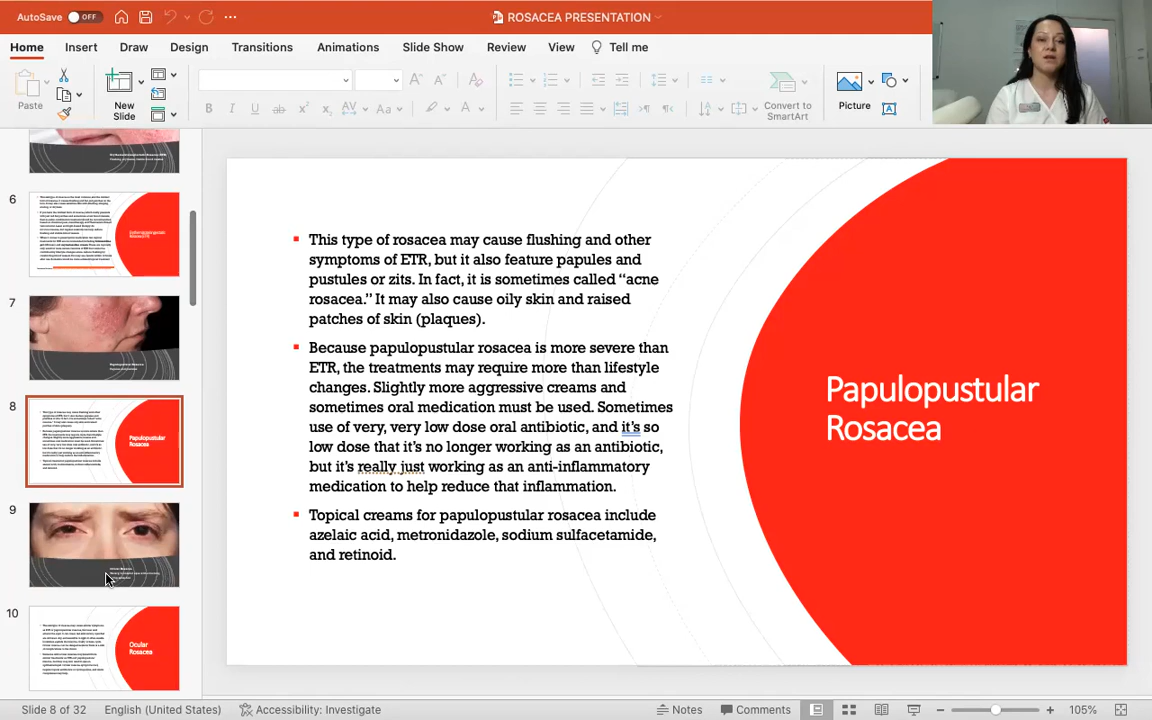 AutoSave OFF
ROSACEA PRESENTATION
Home Insert Draw Design Transitions Animations Slide Show Review View Tell me
Paste
New
Slide
Convert to
SmartArt
Picture
6
7
8
Papulopustular
Rosacea
9
10
Ocular
Rosacea
This type of rosacea may cause flushing and other
symptoms of ETR, but it also feature papules and
pustules or zits. In fact, it is sometimes called “acne
rosacea.” It may also cause oily skin and raised
patches of skin (plaques).
Because papulopustular rosacea is more severe than
ETR, the treatments may require more than lifestyle
changes. Slightly more aggressive creams and
sometimes oral medication must be used. Sometimes
use of very, very low dose oral antibiotic, and it’s so
low dose that it’s no longer working as an antibiotic,
but it’s really just working as an anti-inflammatory
medication to help reduce that inflammation.
Topical creams for papulopustular rosacea include
azelaic acid, metronidazole, sodium sulfacetamide,
and retinoid.
Papulopustular
Rosacea
Slide 8 of 32 English (United States) Accessibility: Investigate Notes Comments 105%